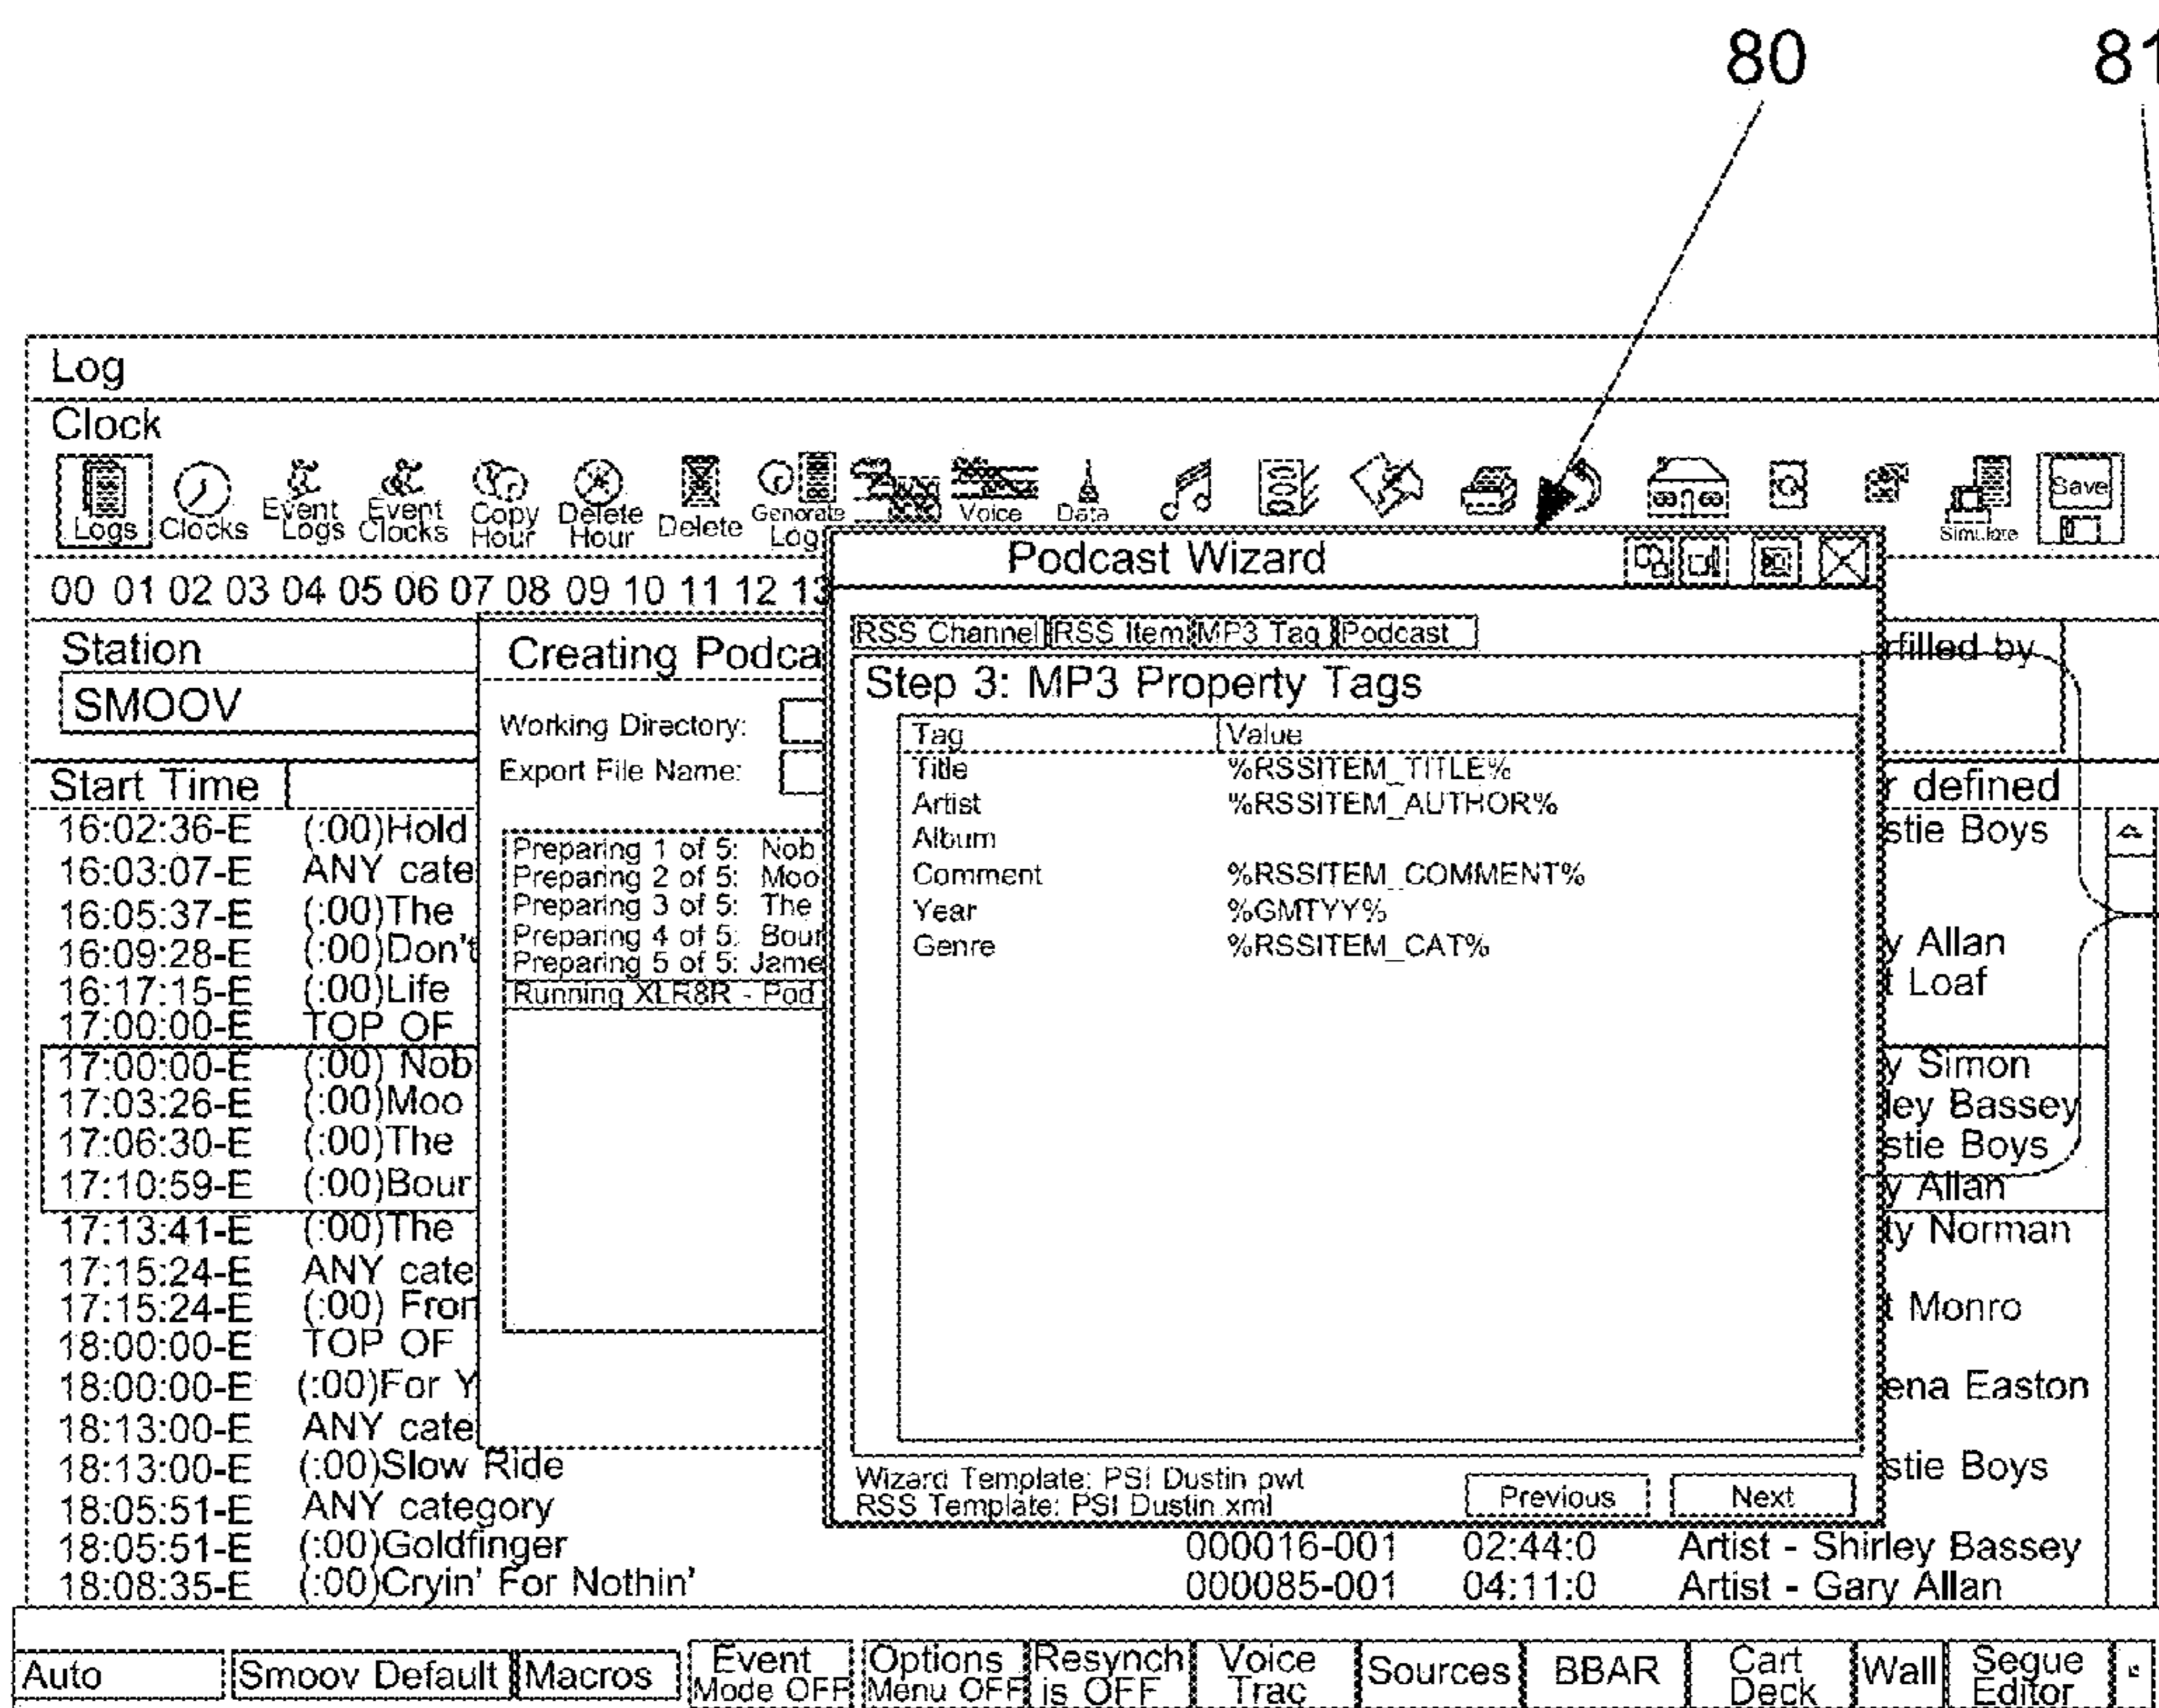 80 81
Log
Clock
Logs Clocks Event Logs Event Clocks Copy Hour Delete Hour Delete Generate Log Voice Data Simulate Save
00 01 02 03 04 05 06 07 08 09 10 11 12 13
Podcast Wizard
RSS Channel RSS Item MP3 Tag Podcast
Station
SMOOV
Creating Podca
Working Directory:
Export File Name:
Preparing 1 of 5: Nob
Preparing 2 of 5: Moo
Preparing 3 of 5: The
Preparing 4 of 5: Bour
Preparing 5 of 5: Jame
Running XLR8R - Pod
Step 3: MP3 Property Tags
Tag Value
Title %RSSITEM_TITLE%
Artist %RSSITEM_AUTHOR%
Album
Comment %RSSITEM_COMMENT%
Year %GMTYY%
Genre %RSSITEM_CAT%
Wizard Template: PSI Dustin pwt
RSS Template: PSI Dustin.xml
Previous Next
rfilled by
Start Time r defined
16:02:36-E (:00)Hold stie Boys
16:03:07-E ANY cate
16:05:37-E (:00)The
16:09:28-E (:00)Don't y Allan
16:17:15-E (:00)Life t Loaf
17:00:00-E TOP OF
17:00:00-E (:00) Nob y Simon
17:03:26-E (:00)Moo ley Bassey
17:06:30-E (:00)The stie Boys
17:10:59-E (:00)Bour y Allan
17:13:41-E (:00)The ty Norman
17:15:24-E ANY cate
17:15:24-E (:00) Fron t Monro
18:00:00-E TOP OF
18:00:00-E (:00)For Y ena Easton
18:13:00-E ANY cate
18:13:00-E (:00)Slow Ride stie Boys
18:05:51-E ANY category
18:05:51-E (:00)Goldfinger 000016-001 02:44:0 Artist - Shirley Bassey
18:08:35-E (:00)Cryin' For Nothin' 000085-001 04:11:0 Artist - Gary Allan
Auto Smoov Default Macros Event Mode OFF Options Menu OFF Resynch is OFF Voice Trac Sources BBAR Cart Deck Wall Segue Editor